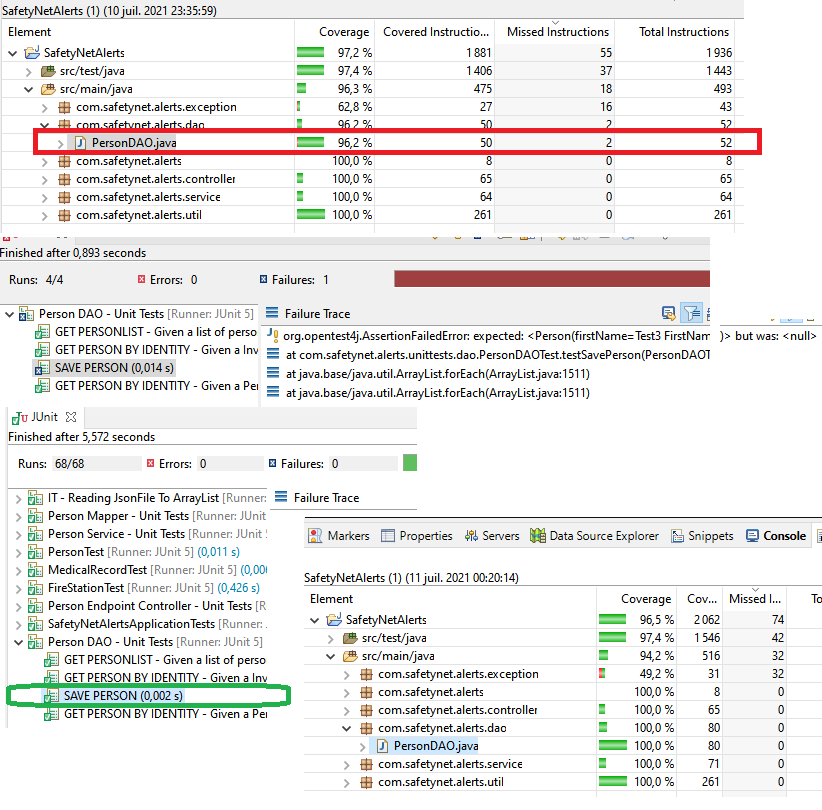 SafetyNetAlerts (1) (10 juil. 2021 23:35:59)
Element Coverage Covered Instructio... Missed Instructions Total Instructions
SafetyNetAlerts 97,2 % 1 881 55 1 936
src/test/java 97,4 % 1 406 37 1 443
src/main/java 96,3 % 475 18 493
com.safetynet.alerts.exception 62,8 % 27 16 43
com.safetynet.alerts.dao 96,2 % 50 2 52
PersonDAO.java 96,2 % 50 2 52
com.safetynet.alerts 100,0 % 8 0 8
com.safetynet.alerts.controller 100,0 % 65 0 65
com.safetynet.alerts.service 100,0 % 64 0 64
com.safetynet.alerts.util 100,0 % 261 0 261
Finished after 0,893 seconds
Runs: 4/4 Errors: 0 Failures: 1
Person DAO - Unit Tests [Runner: JUnit 5]
GET PERSONLIST - Given a list of perso
GET PERSON BY IDENTITY - Given a Inv
SAVE PERSON (0,014 s)
GET PERSON BY IDENTITY - Given a Pe
Failure Trace
org.opentest4j.AssertionFailedError: expected: <Person(firstName=Test3 FirstName )> but was: <null>
at com.safetynet.alerts.unittests.dao.PersonDAOTest.testSavePerson(PersonDAOT
at java.base/java.util.ArrayList.forEach(ArrayList.java:1511)
at java.base/java.util.ArrayList.forEach(ArrayList.java:1511)
JUnit
Finished after 5,572 seconds
Runs: 68/68 Errors: 0 Failures: 0
IT - Reading JsonFile To ArrayList [Runner:
Person Mapper - Unit Tests [Runner: JUnit
Person Service - Unit Tests [Runner: JUnit
PersonTest [Runner: JUnit 5] (0,011 s)
MedicalRecordTest [Runner: JUnit 5] (0,00
FireStationTest [Runner: JUnit 5] (0,426 s)
Person Endpoint Controller - Unit Tests [R
SafetyNetAlertsApplicationTests [Runner: J
Person DAO - Unit Tests [Runner: JUnit 5]
GET PERSONLIST - Given a list of perso
GET PERSON BY IDENTITY - Given a Inv
SAVE PERSON (0,002 s)
GET PERSON BY IDENTITY - Given a Pe
Failure Trace
Markers Properties Servers Data Source Explorer Snippets Console
SafetyNetAlerts (1) (11 juil. 2021 00:20:14)
Element Coverage Cov... Missed I... To
SafetyNetAlerts 96,5 % 2 062 74
src/test/java 97,4 % 1 546 42
src/main/java 94,2 % 516 32
com.safetynet.alerts.exception 49,2 % 31 32
com.safetynet.alerts 100,0 % 8 0
com.safetynet.alerts.controller 100,0 % 65 0
com.safetynet.alerts.dao 100,0 % 80 0
PersonDAO.java 100,0 % 80 0
com.safetynet.alerts.service 100,0 % 71 0
com.safetynet.alerts.util 100,0 % 261 0